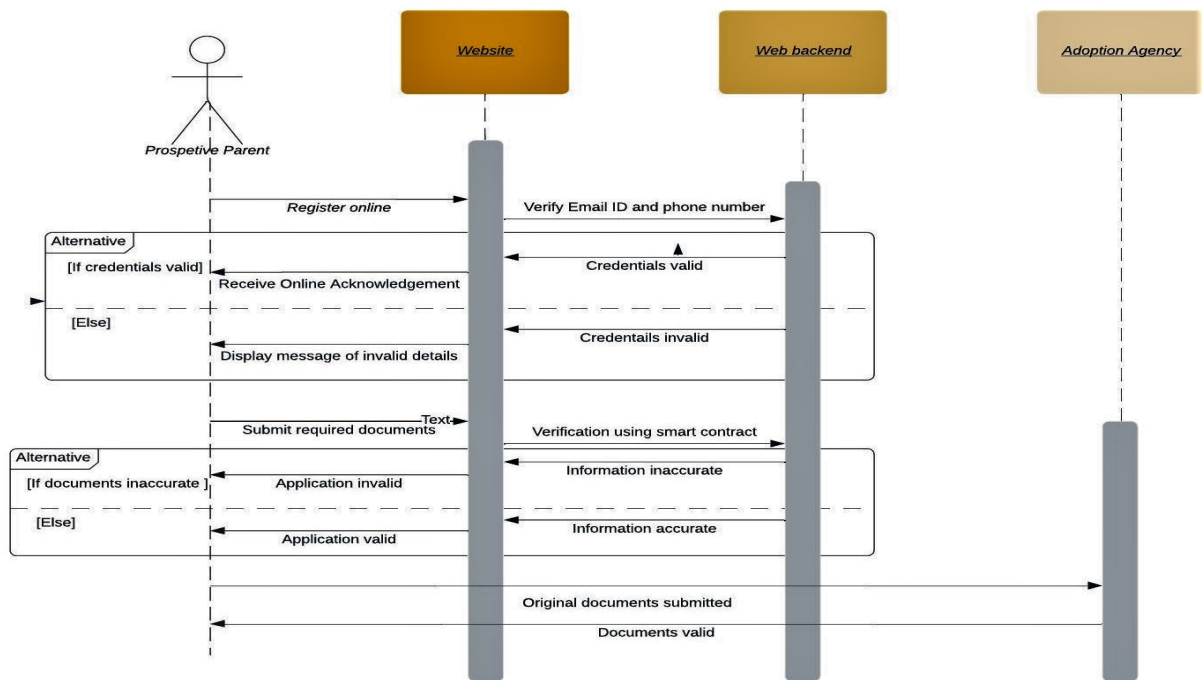 Website
Web backend
Adoption Agency
Prospetive Parent
Register online
Verify Email ID and phone number
Alternative
[If credentials valid]
Credentials valid
Receive Online Acknowledgement
[Else]
Credentails invalid
Display message of invalid details
Text
Submit required documents
Verification using smart contract
Alternative
Information inaccurate
[If documents inaccurate ]
Application invalid
[Else]
Information accurate
Application valid
Original documents submitted
Documents valid